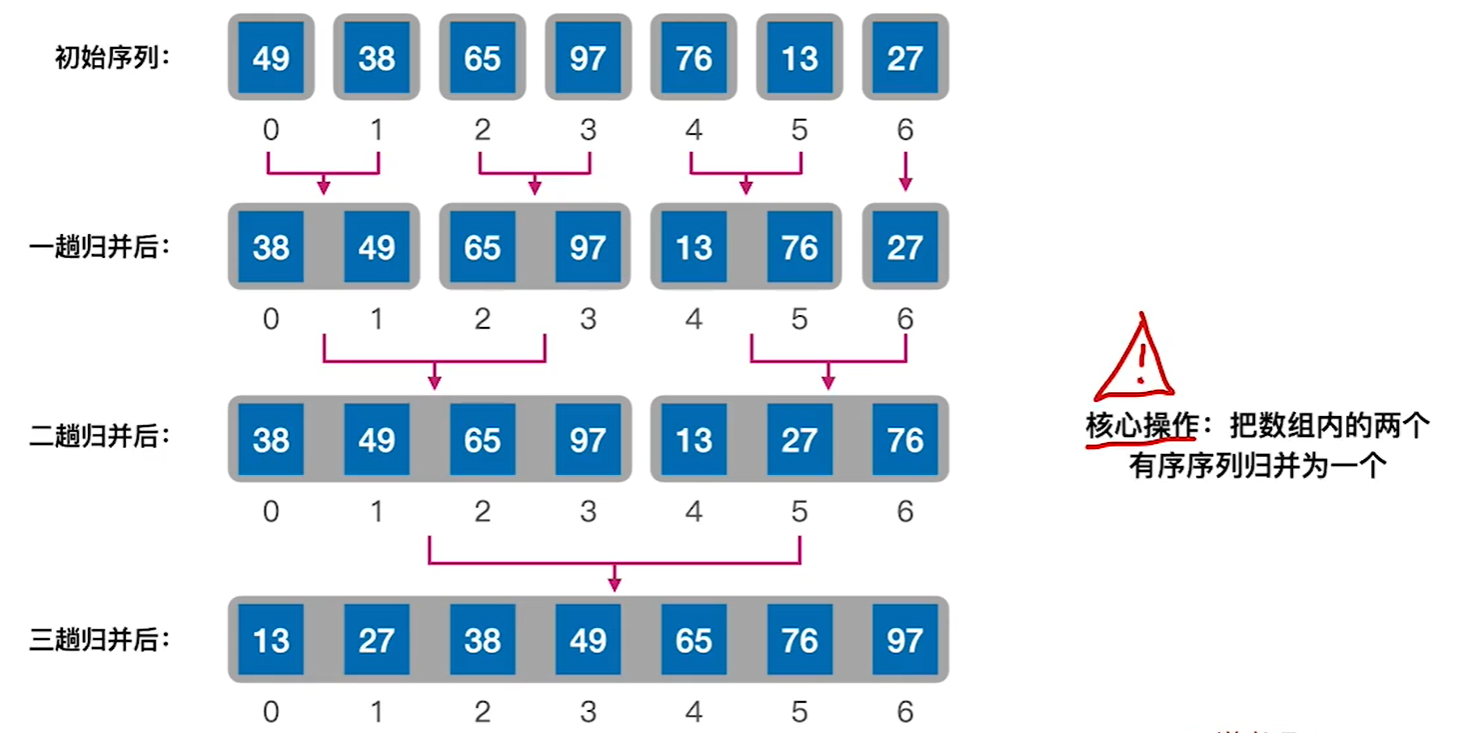 初始序列：
49 38 65 97 76 13 27
0 1 2 3 4 5 6
一趟归并后：
38 49 65 97 13 76 27
0 1 2 3 4 5 6
二趟归并后：
38 49 65 97 13 27 76
0 1 2 3 4 5 6
!
核心操作：把数组内的两个
有序序列归并为一个
三趟归并后：
13 27 38 49 65 76 97
0 1 2 3 4 5 6